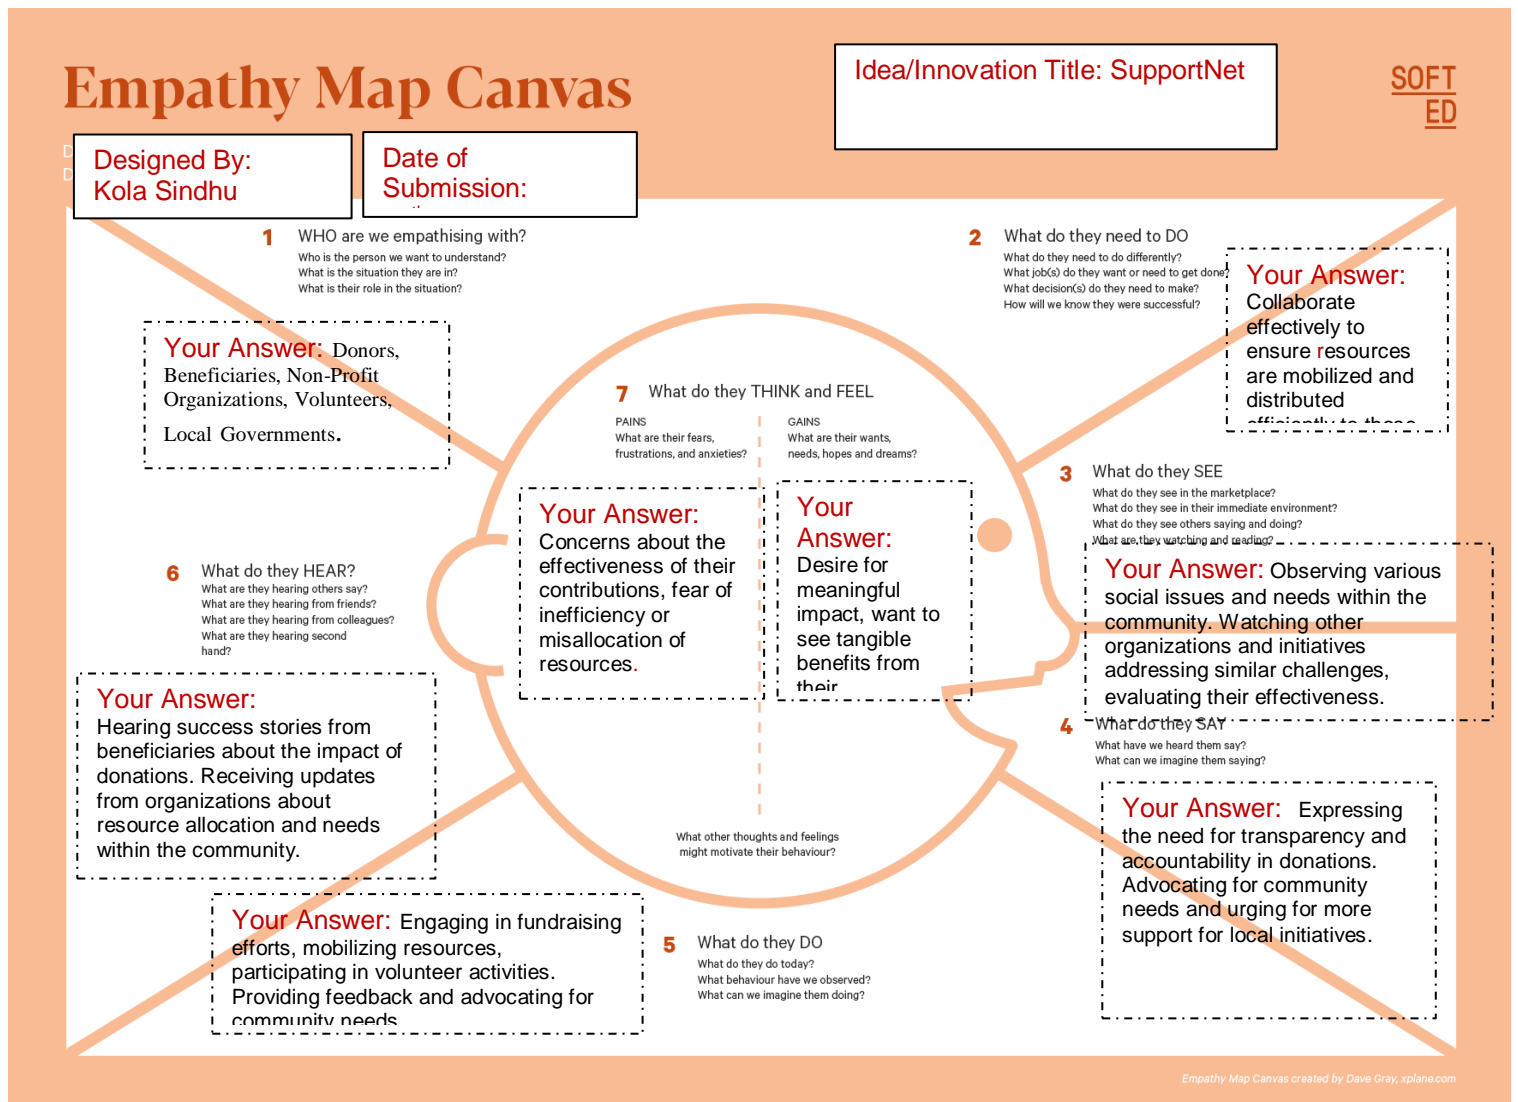 Empathy Map Canvas
Idea/Innovation Title: SupportNet
SOFT
ED
D
D
Designed By:
Kola Sindhu
Date of
Submission:
1 WHO are we empathising with?
Who is the person we want to understand?
What is the situation they are in?
What is their role in the situation?
Your Answer: Donors,
Beneficiaries, Non-Profit
Organizations, Volunteers,
Local Governments.
2 What do they need to DO
What do they need to do differently?
What job(s) do they want or need to get done?
What decision(s) do they need to make?
How will we know they were successful?
Your Answer:
Collaborate
effectively to
ensure resources
are mobilized and
distributed
efficiently to those
3 What do they SEE
What do they see in the marketplace?
What do they see in their immediate environment?
What do they see others saying and doing?
What are they watching and reading?
Your Answer: Observing various
social issues and needs within the
community. Watching other
organizations and initiatives
addressing similar challenges,
evaluating their effectiveness.
4 What do they SAY
What have we heard them say?
What can we imagine them saying?
Your Answer: Expressing
the need for transparency and
accountability in donations.
Advocating for community
needs and urging for more
support for local initiatives.
5 What do they DO
What do they do today?
What behaviour have we observed?
What can we imagine them doing?
Your Answer: Engaging in fundraising
efforts, mobilizing resources,
participating in volunteer activities.
Providing feedback and advocating for
community needs
6 What do they HEAR?
What are they hearing others say?
What are they hearing from friends?
What are they hearing from colleagues?
What are they hearing second
hand?
Your Answer:
Hearing success stories from
beneficiaries about the impact of
donations. Receiving updates
from organizations about
resource allocation and needs
within the community.
7 What do they THINK and FEEL
PAINS
What are their fears,
frustrations, and anxieties?
GAINS
What are their wants,
needs, hopes and dreams?
Your Answer:
Concerns about the
effectiveness of their
contributions, fear of
inefficiency or
misallocation of
resources.
Your
Answer:
Desire for
meaningful
impact, want to
see tangible
benefits from
their
What other thoughts and feelings
might motivate their behaviour?
Empathy Map Canvas created by Dave Gray, xplane.com